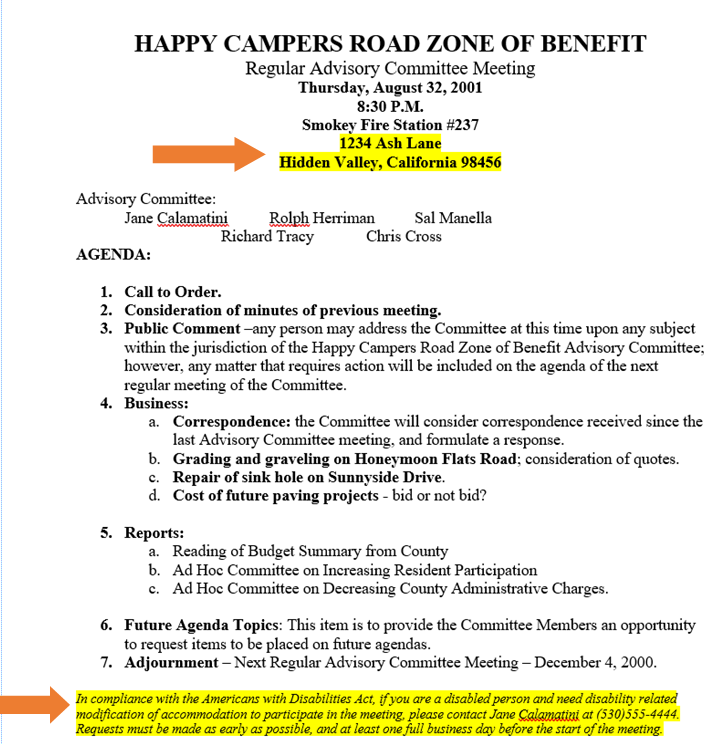 HAPPY CAMPERS ROAD ZONE OF BENEFIT
Regular Advisory Committee Meeting
Thursday, August 32, 2001
8:30 P.M.
Smokey Fire Station #237
1234 Ash Lane
Hidden Valley, California 98456
Advisory Committee:
Jane Calamatini Rolph Herriman Sal Manella
Richard Tracy Chris Cross
AGENDA:
1. Call to Order.
2. Consideration of minutes of previous meeting.
3. Public Comment –any person may address the Committee at this time upon any subject
within the jurisdiction of the Happy Campers Road Zone of Benefit Advisory Committee;
however, any matter that requires action will be included on the agenda of the next
regular meeting of the Committee.
4. Business:
a. Correspondence: the Committee will consider correspondence received since the
last Advisory Committee meeting, and formulate a response.
b. Grading and graveling on Honeymoon Flats Road; consideration of quotes.
c. Repair of sink hole on Sunnyside Drive.
d. Cost of future paving projects - bid or not bid?
5. Reports:
a. Reading of Budget Summary from County
b. Ad Hoc Committee on Increasing Resident Participation
c. Ad Hoc Committee on Decreasing County Administrative Charges.
6. Future Agenda Topics: This item is to provide the Committee Members an opportunity
to request items to be placed on future agendas.
7. Adjournment – Next Regular Advisory Committee Meeting – December 4, 2000.
In compliance with the Americans with Disabilities Act, if you are a disabled person and need disability related
modification of accommodation to participate in the meeting, please contact Jane Calamatini at (530)555-4444.
Requests must be made as early as possible, and at least one full business day before the start of the meeting.